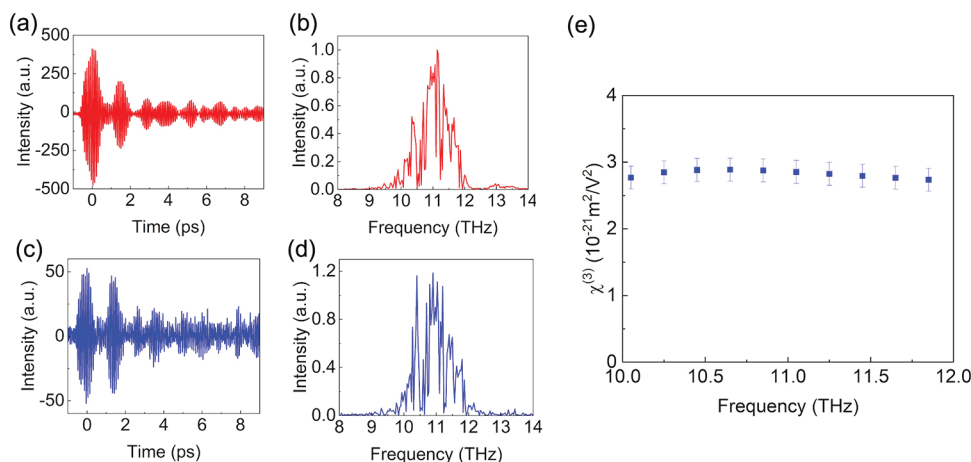 (a)
Intensity (a.u.)
500
250
0
-250
-500
0 2 4 6 8
Time (ps)
(b)
Intensity (a.u.)
1.0
0.8
0.6
0.4
0.2
0.0
8 9 10 11 12 13 14
Frequency (THz)
(c)
Intensity (a.u.)
50
0
-50
0 2 4 6 8
Time (ps)
(d)
Intensity (a.u.)
1.2
0.8
0.4
0.0
8 9 10 11 12 13 14
Frequency (THz)
(e)
χ⁽³⁾ (10⁻²¹m²/V²)
5
4
3
2
1
0
10.0 10.5 11.0 11.5 12.0
Frequency (THz)